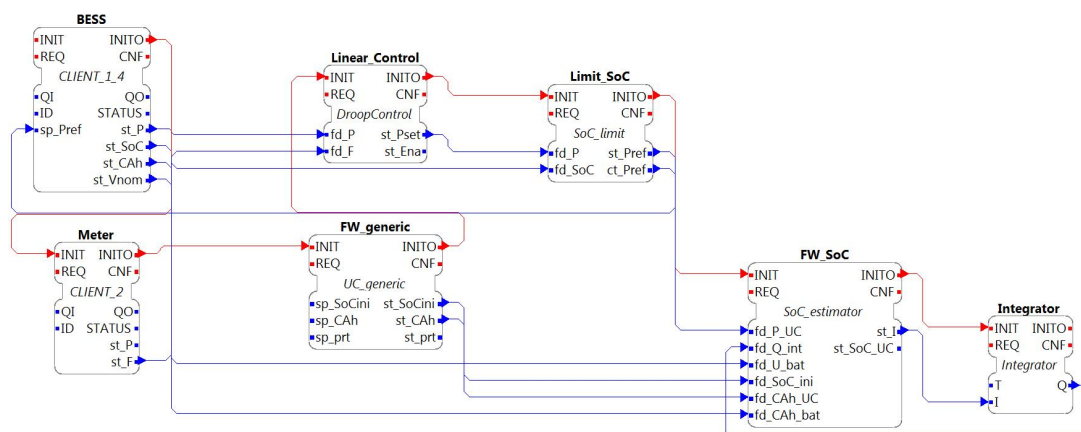 BESS
INIT INITO
REQ CNF
CLIENT_1_4
QI QO
ID STATUS
sp_Pref st_P
st_SoC
st_CAh
st_Vnom
Linear_Control
INIT INITO
REQ CNF
DroopControl
fd_P st_Pset
fd_F st_Ena
Limit_SoC
INIT INITO
REQ CNF
SoC_limit
fd_P st_Pref
fd_SoC ct_Pref
Meter
INIT INITO
REQ CNF
CLIENT_2
QI QO
ID STATUS
st_P
st_F
FW_generic
INIT INITO
REQ CNF
UC_generic
sp_SoCini st_SoCini
sp_CAh st_CAh
sp_prt st_prt
FW_SoC
INIT INITO
REQ CNF
SoC_estimator
fd_P_UC st_I
fd_Q_int st_SoC_UC
fd_U_bat
fd_SoC_ini
fd_CAh_UC
fd_CAh_bat
Integrator
INIT INITO
REQ CNF
Integrator
T Q
I